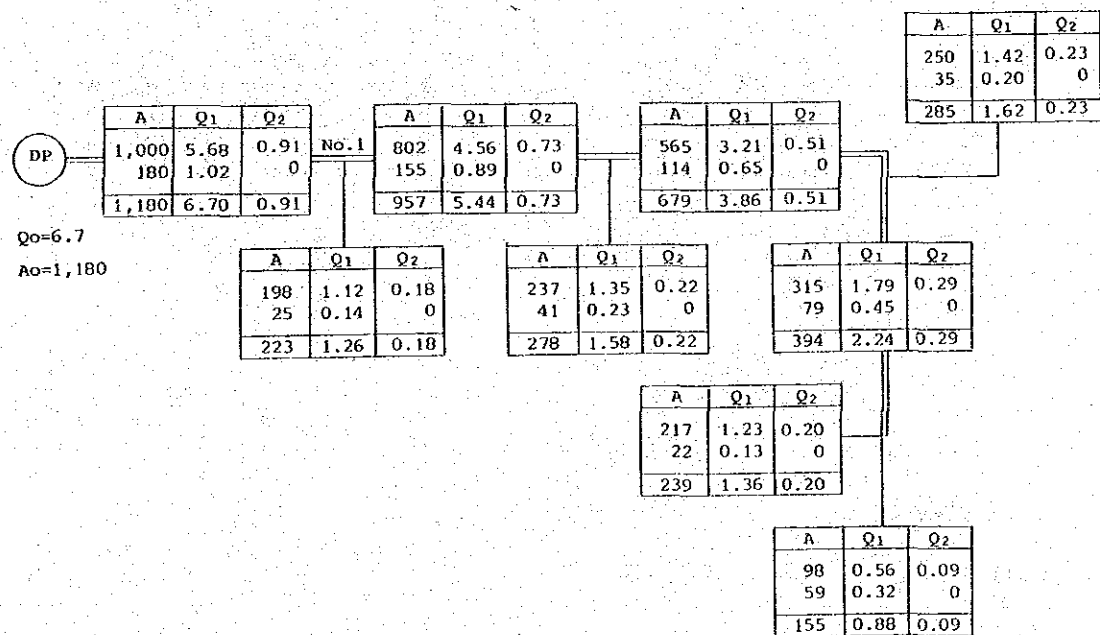 A Q1 Q2
250 1.42 0.23
35 0.20 0
285 1.62 0.23
DP
A Q1 Q2
1,000 5.68 0.91
180 1.02 0
1,180 6.70 0.91
No.1
A Q1 Q2
802 4.56 0.73
155 0.89 0
957 5.44 0.73
A Q1 Q2
565 3.21 0.51
114 0.65 0
679 3.86 0.51
Qo=6.7
Ao=1,180
A Q1 Q2
198 1.12 0.18
25 0.14 0
223 1.26 0.18
A Q1 Q2
237 1.35 0.22
41 0.23 0
278 1.58 0.22
A Q1 Q2
315 1.79 0.29
79 0.45 0
394 2.24 0.29
A Q1 Q2
217 1.23 0.20
22 0.13 0
239 1.36 0.20
A Q1 Q2
98 0.56 0.09
59 0.32 0
155 0.88 0.09